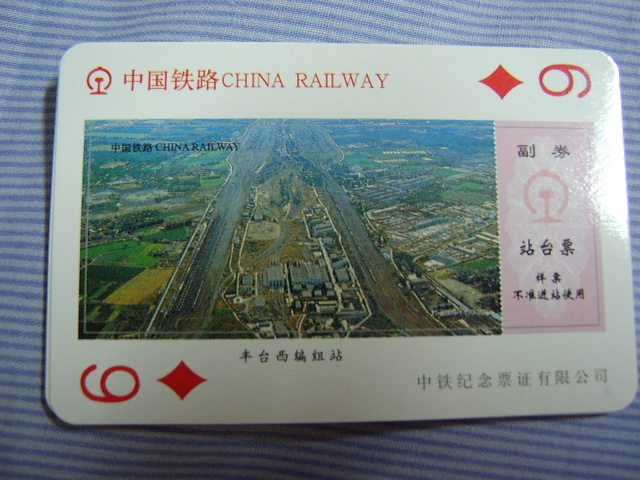 中国铁路CHINA RAILWAY
6
中国铁路 CHINA RAILWAY
副 券
站台票
样票
不准进站使用
丰台西编组站
6
中铁纪念票证有限公司